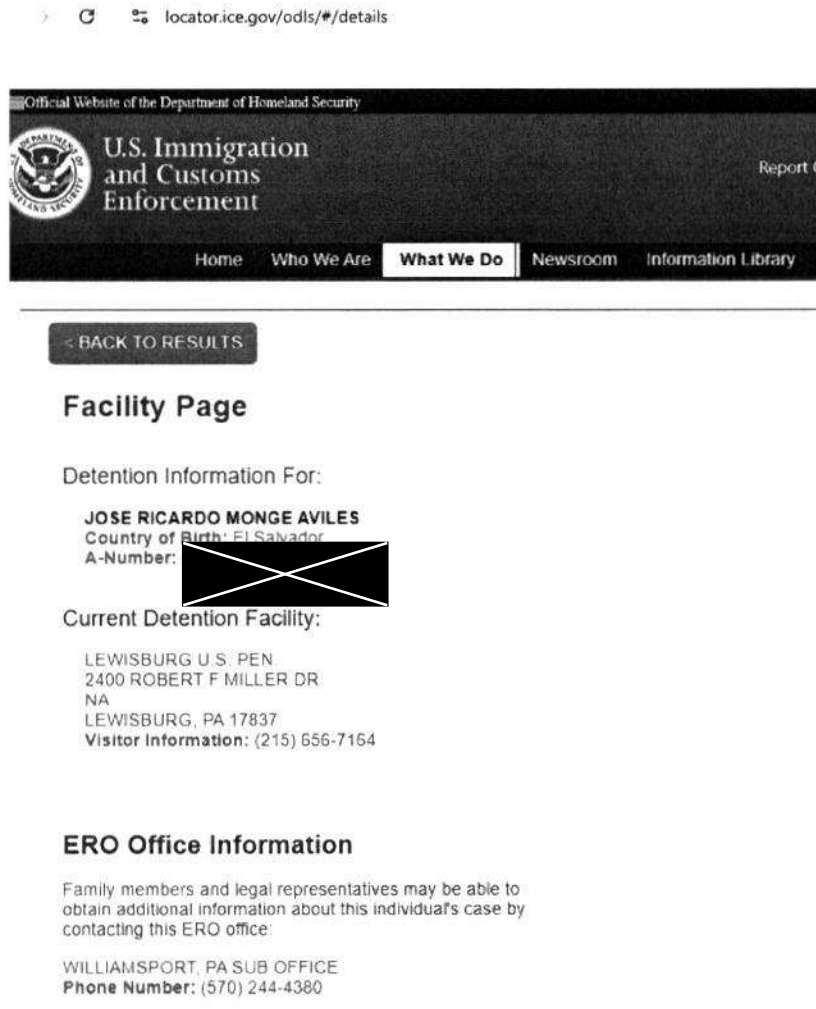 locator.ice.gov/odls/#/details
Official Website of the Department of Homeland Security
U.S. Immigration
and Customs
Enforcement
Report
Home Who We Are What We Do Newsroom Information Library
< BACK TO RESULTS
Facility Page
Detention Information For:
JOSE RICARDO MONGE AVILES
Country of Birth: El Salvador
A-Number:
Current Detention Facility:
LEWISBURG U.S. PEN.
2400 ROBERT F MILLER DR
NA
LEWISBURG, PA 17837
Visitor Information: (215) 656-7164
ERO Office Information
Family members and legal representatives may be able to
obtain additional information about this individual's case by
contacting this ERO office:
WILLIAMSPORT, PA SUB OFFICE
Phone Number: (570) 244-4380